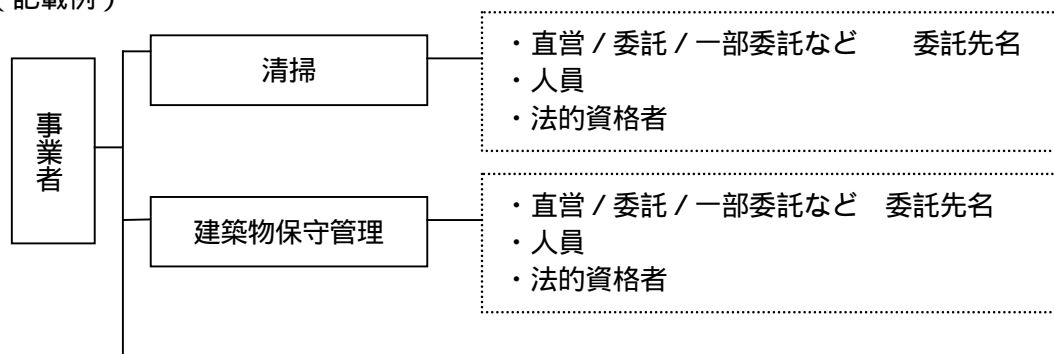 (記載例)
事業者
清掃
・直営/委託/一部委託など　　委託先名
・人員
・法的資格者
建築物保守管理
・直営/委託/一部委託など　委託先名
・人員
・法的資格者